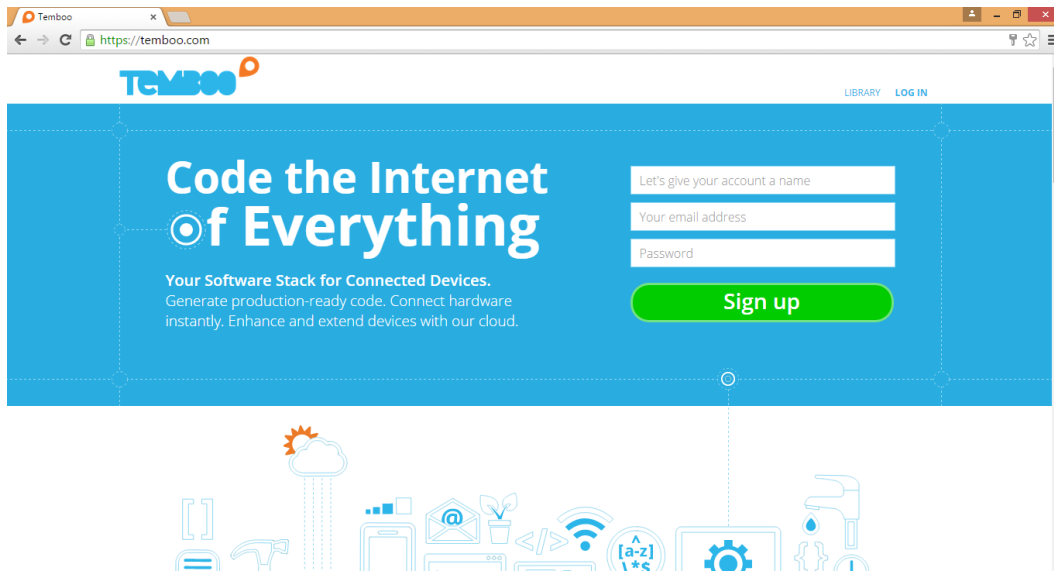 Temboo
https://temboo.com
TEMBOO
LIBRARY LOG IN
Code the Internet
of Everything
Your Software Stack for Connected Devices.
Generate production-ready code. Connect hardware
instantly. Enhance and extend devices with our cloud.
Let's give your account a name
Your email address
Password
Sign up
[ ]
@
</>
^
[a-z]
\*$
{ }